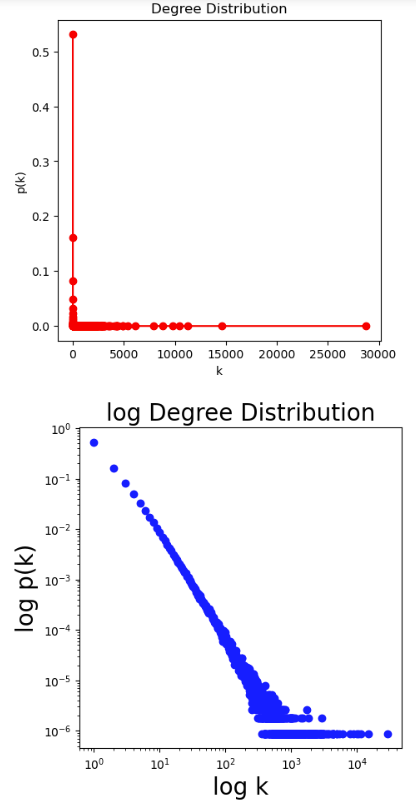 Degree Distribution
0.5
0.4
0.3
0.2
0.1
0.0
p(k)
0 5000 10000 15000 20000 25000 30000
k
log Degree Distribution
10⁰
10⁻¹
10⁻²
10⁻³
10⁻⁴
10⁻⁵
10⁻⁶
log p(k)
10⁰ 10¹ 10² 10³ 10⁴
log k